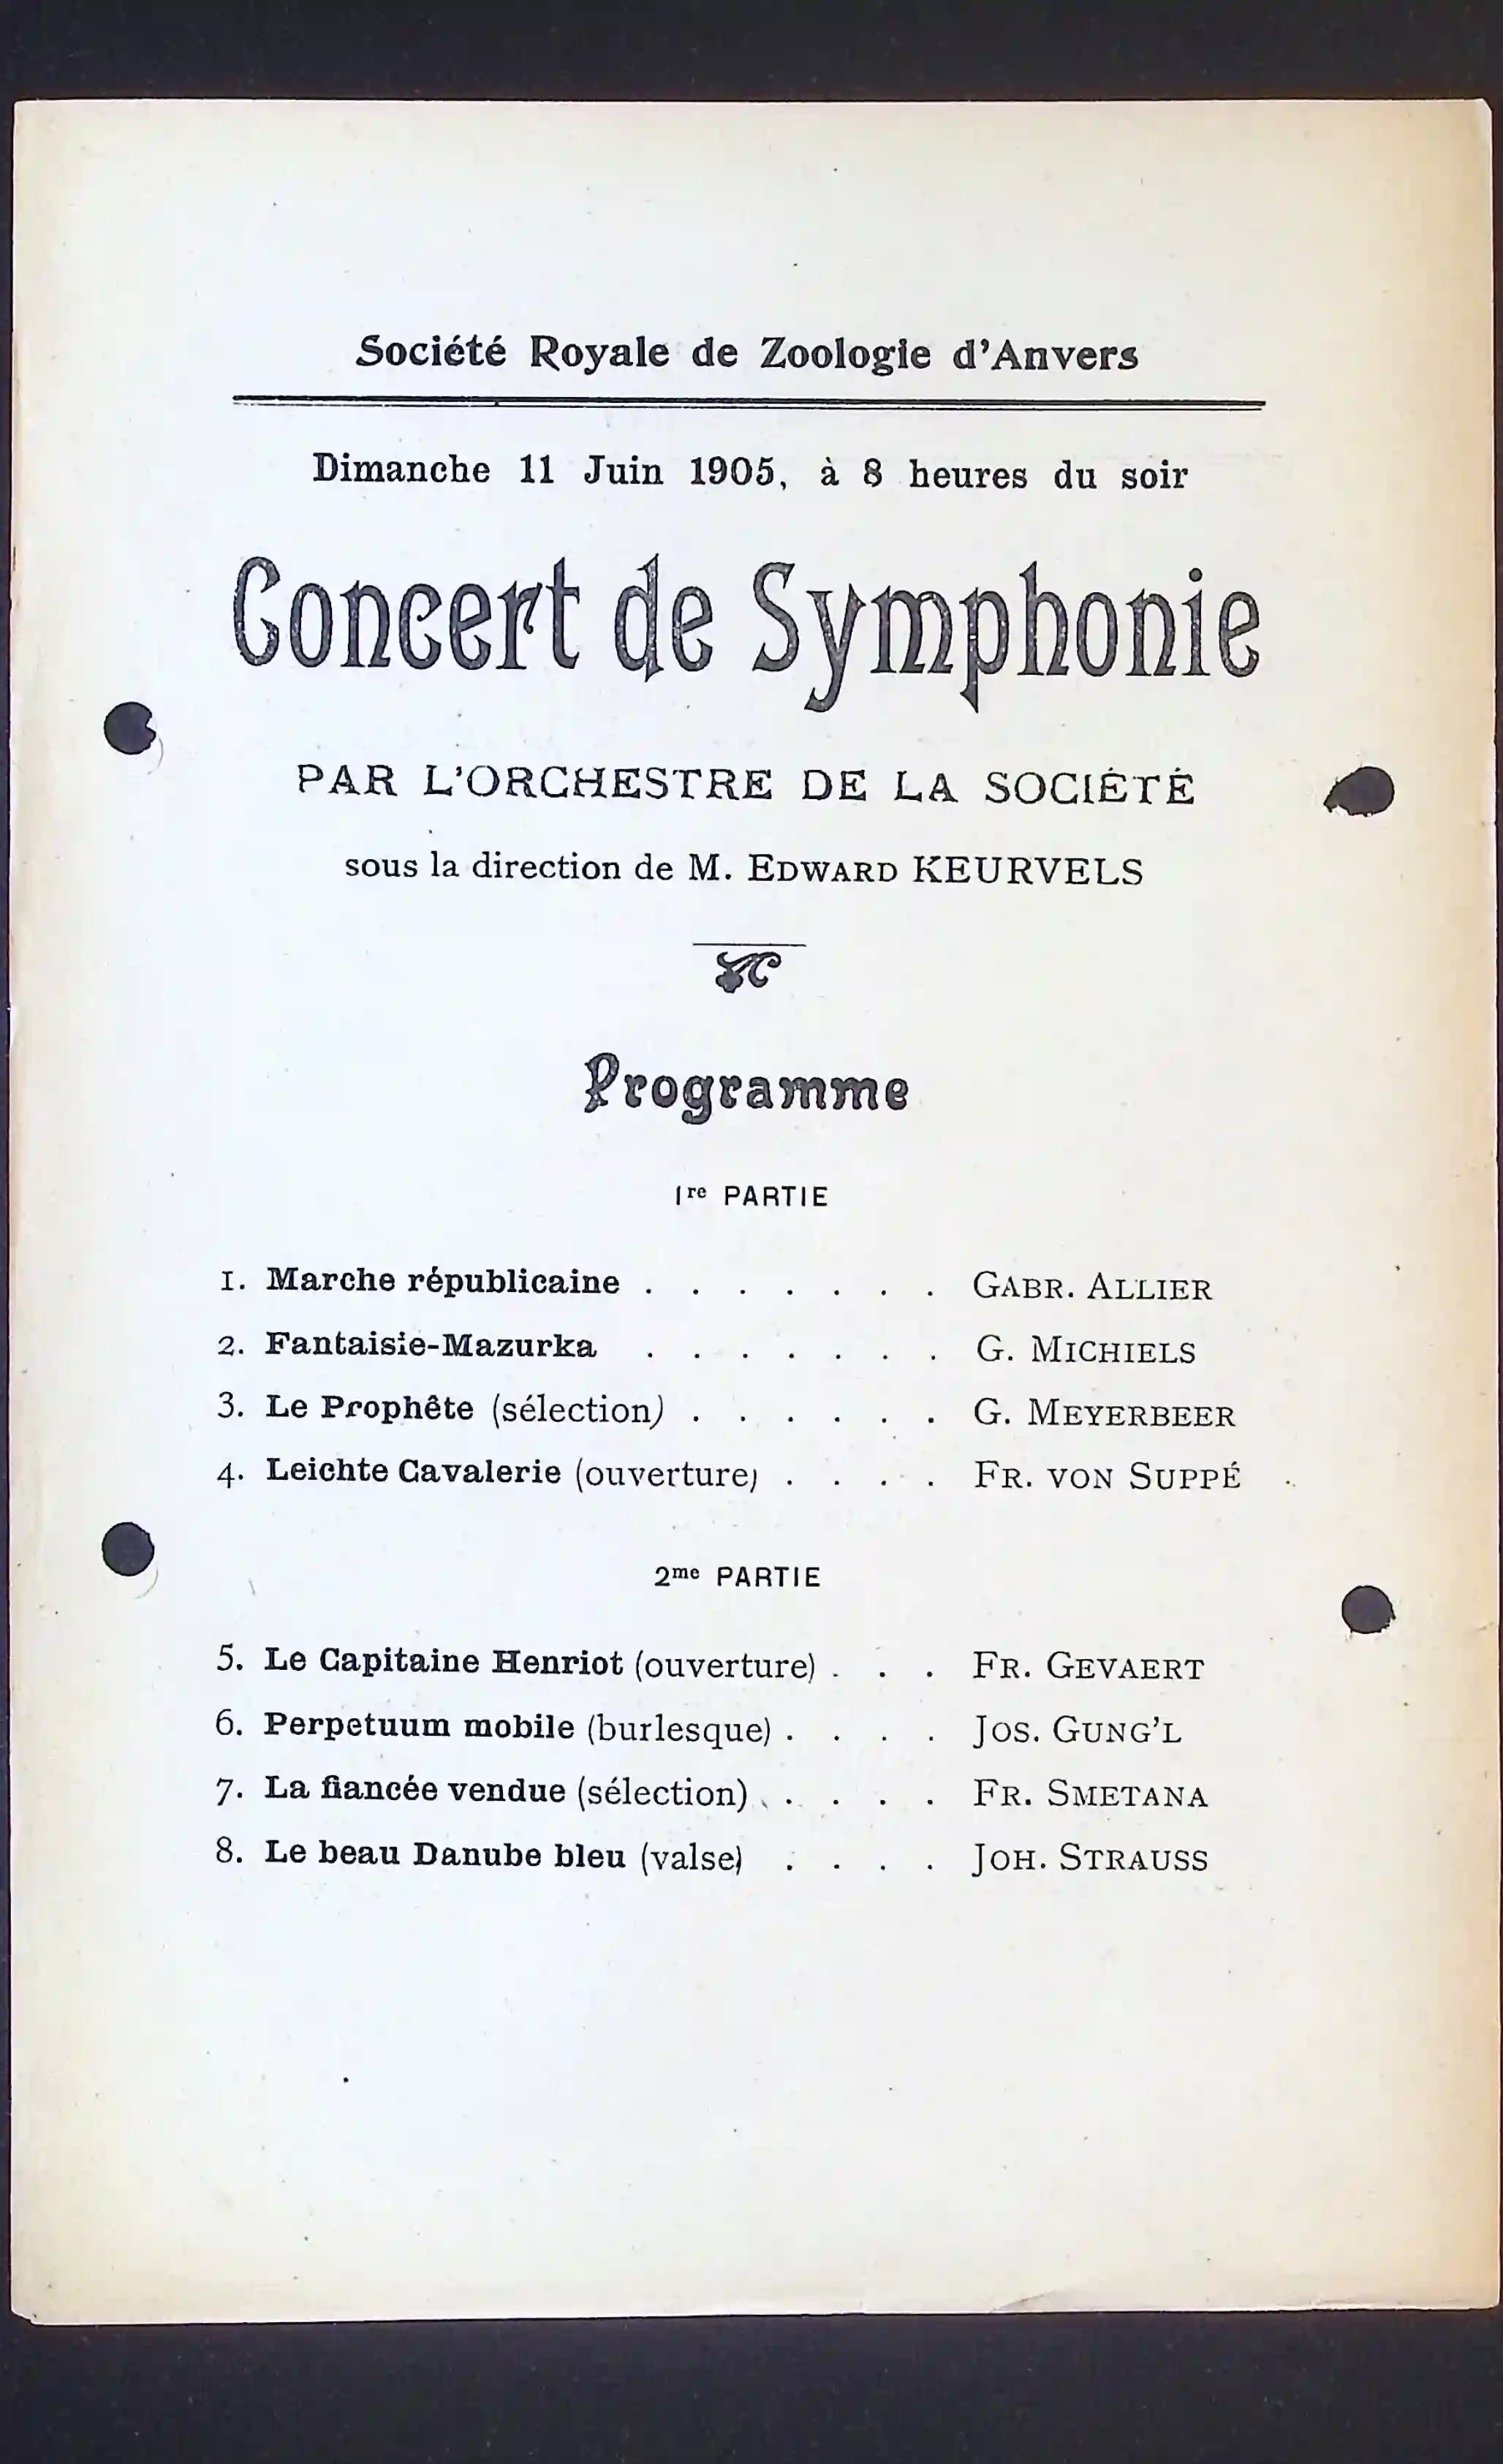 Société Royale de Zoologie d'Anvers
Dimanche 11 Juin 1905, à 8 heures du soir
Concert de Symphonie
PAR L'ORCHESTRE DE LA SOCIÉTÉ
sous la direction de M. EDWARD KEURVELS
Programme
1re PARTIE
1. Marche républicaine . . . . . . . GABR. ALLIER
2. Fantaisie-Mazurka . . . . . . . G. MICHIELS
3. Le Prophête (sélection) . . . . . . G. MEYERBEER
4. Leichte Cavalerie (ouverture) . . . . FR. VON SUPPÉ
2me PARTIE
5. Le Capitaine Henriot (ouverture) . . . FR. GEVAERT
6. Perpetuum mobile (burlesque) . . . . JOS. GUNG'L
7. La fiancée vendue (sélection) . . . . FR. SMETANA
8. Le beau Danube bleu (valse) . . . . JOH. STRAUSS